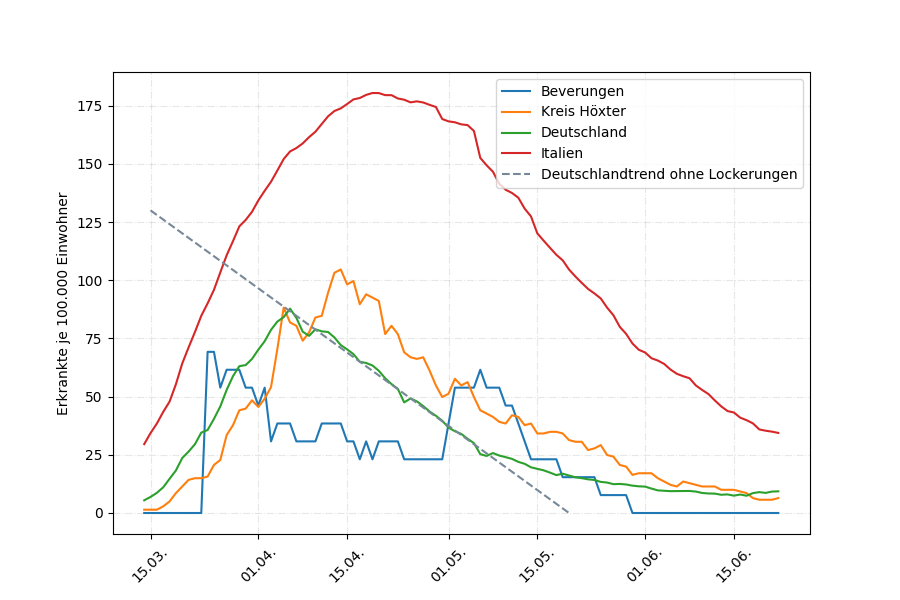 Erkrankte je 100.000 Einwohner
175
150
125
100
75
50
25
0
Beverungen
Kreis Höxter
Deutschland
Italien
Deutschlandtrend ohne Lockerungen
15.03.
01.04.
15.04.
01.05.
15.05.
01.06.
15.06.